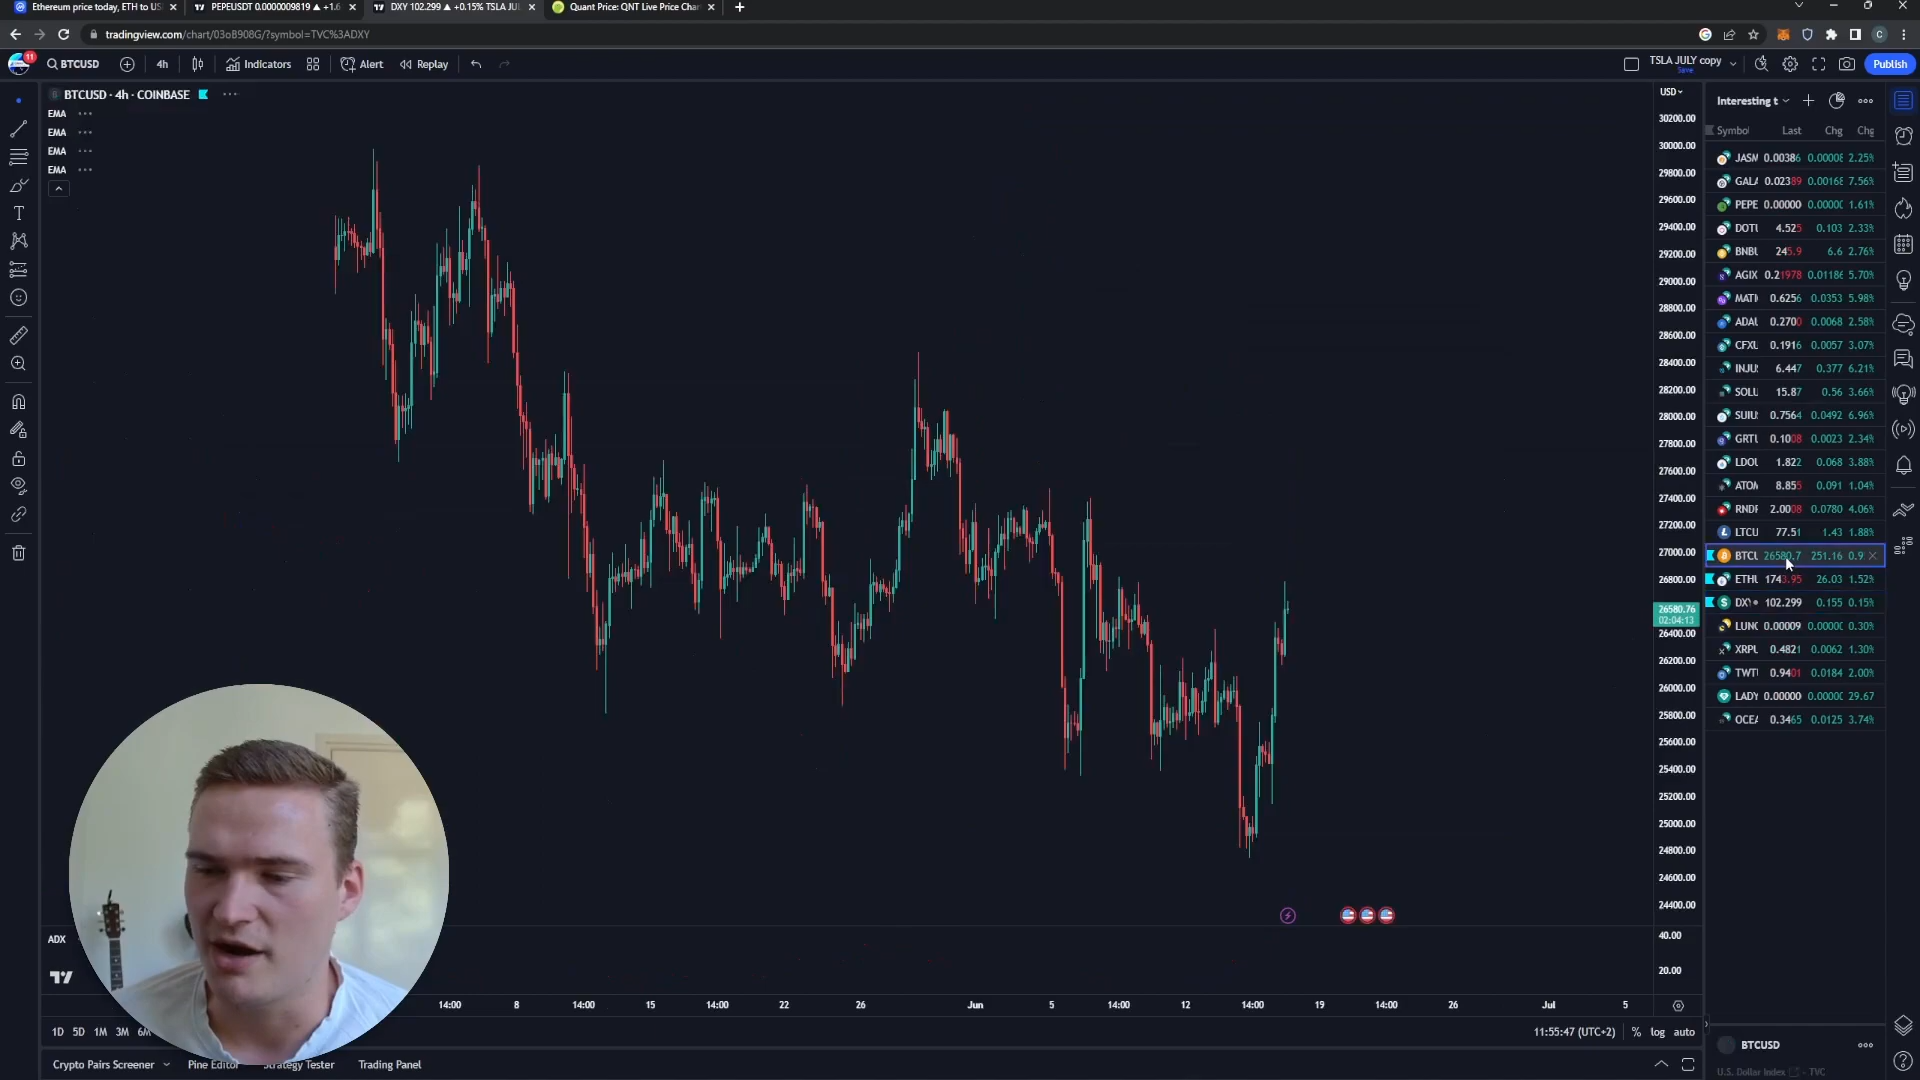 Ethereum price today, ETH to US
PEPEUSDT 0.0000009819 ▲ +1.6
DXY 102.299 ▲ +0.15% TSLA JUL
Quant Price: QNT Live Price Char
tradingview.com/chart/03oB908G/?symbol=TVC%3ADXY
11
BTCUSD
4h
Indicators
Alert
Replay
TSLA JULY copy
Save
Publish
BTCUSD · 4h · COINBASE
EMA
EMA
EMA
EMA
USD
30200.00
30000.00
29800.00
29600.00
29400.00
29200.00
29000.00
28800.00
28600.00
28400.00
28200.00
28000.00
27800.00
27600.00
27400.00
27200.00
27000.00
26800.00
26580.76
02:04:13
26400.00
26200.00
26000.00
25800.00
25600.00
25400.00
25200.00
25000.00
24800.00
24600.00
24400.00
40.00
20.00
Interesting t
Symbol Last Chg Chg
JASM 0.00386 0.00008 2.25%
GALA 0.02389 0.00168 7.56%
PEPE 0.00000 0.00000 1.61%
DOTU 4.525 0.103 2.33%
BNBU 245.9 6.6 2.76%
AGIX 0.21978 0.01186 5.70%
MATI 0.6256 0.0353 5.98%
ADAU 0.2700 0.0068 2.58%
CFXU 0.1916 0.0057 3.07%
INJU 6.447 0.377 6.21%
SOLU 15.87 0.56 3.66%
SUIU 0.7564 0.0492 6.96%
GRTU 0.1008 0.0023 2.34%
LDOU 1.822 0.068 3.88%
ATOM 8.855 0.091 1.04%
RNDR 2.0008 0.0780 4.06%
LTCU 77.51 1.43 1.88%
BTCU 26580.7 251.16 0.9
ETHU 1743.95 26.03 1.52%
DXY 102.299 0.155 0.15%
LUNC 0.00009 0.00000 0.30%
XRPU 0.4821 0.0062 1.30%
TWTU 0.9401 0.0184 2.00%
LADY 0.00000 0.00000 29.67
OCEA 0.3465 0.0125 3.74%
ADX
14:00 8 14:00 15 14:00 22 26 Jun 5 14:00 12 14:00 19 14:00 26 Jul 5
1D 5D 1M 3M 6M
11:55:47 (UTC+2) % log auto
Crypto Pairs Screener
Pine Editor
Strategy Tester
Trading Panel
BTCUSD
U.S. Dollar Index
TVC